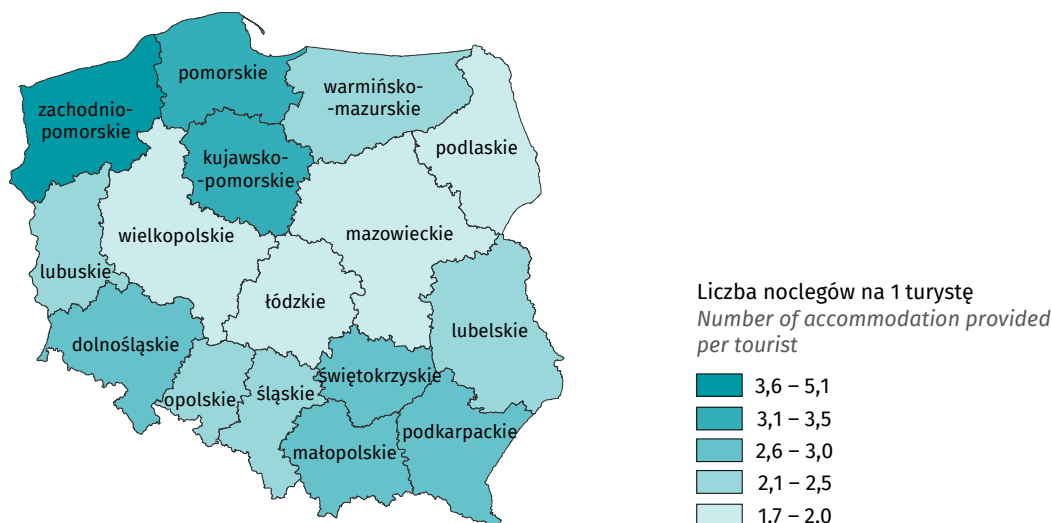 pomorskie
warmińsko-
-mazurskie
zachodnio-
pomorskie
podlaskie
kujawsko-
-pomorskie
wielkopolskie
mazowieckie
lubuskie
łódzkie
lubelskie
dolnośląskie
opolskie
śląskie
świętokrzyskie
podkarpackie
małopolskie
Liczba noclegów na 1 turystę
Number of accommodation provided
per tourist
3,6 – 5,1
3,1 – 3,5
2,6 – 3,0
2,1 – 2,5
1,7 – 2,0